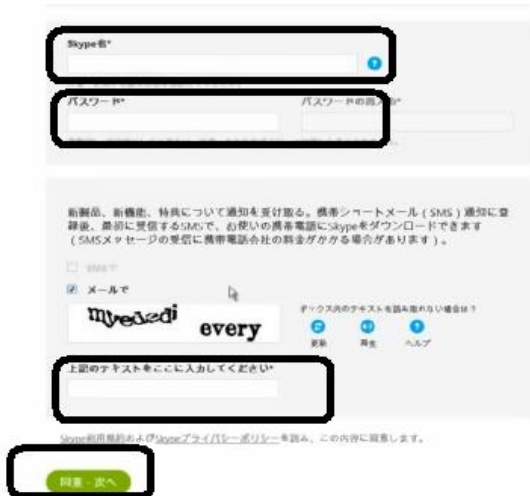 Skype名*
パスワード*
パスワードの再入力*
新製品、新機能、特典について通知を受け取る。携帯ショートメール（SMS）通知に登
録後、最初に受信するSMSで、お使いの携帯電話にSkypeをダウンロードできます
（SMSメッセージの受信に携帯電話会社の料金がかかる場合があります）。
SMSで
メールで
every
ボックス内のテキストを読み取れない場合は？
更新 再生 ヘルプ
上記のテキストをここに入力してください*
Skype利用規約およびSkypeプライバシーポリシーを読み、この内容に同意します。
同意 - 次へ